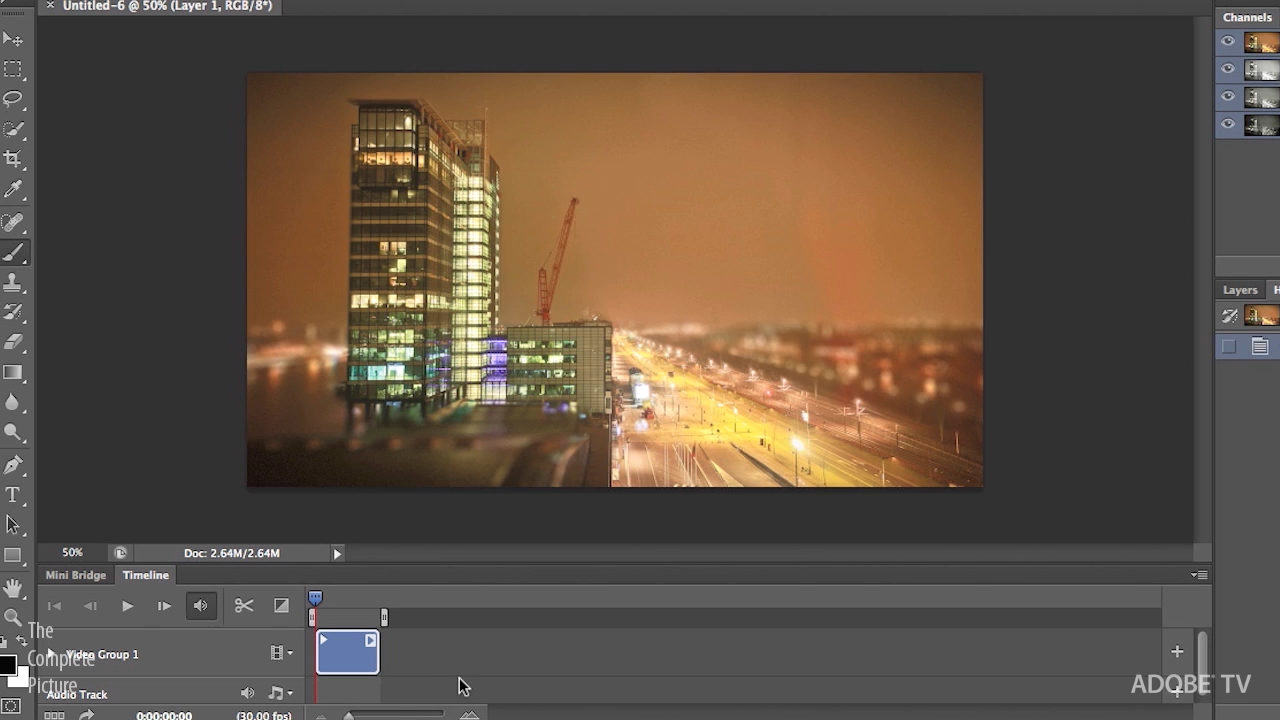 × Untitled-6 @ 50% (Layer 1, RGB/8*)
Channels
Layers
50%
Doc: 2.64M/2.64M
Mini Bridge
Timeline
Video Group 1
Audio Track
0:00:00:00
(30.00 fps)
T
The
Complete
Picture
ADOBE TV